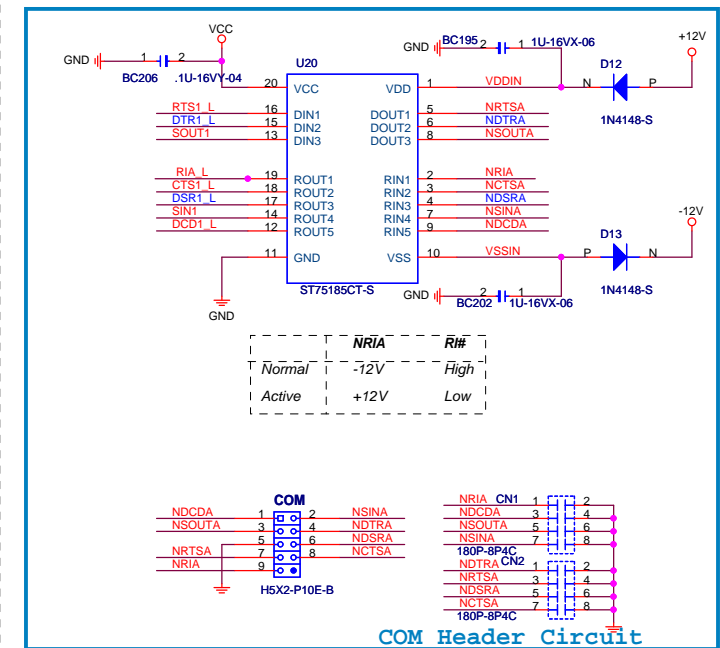 VCC
+12V
GND 1 2 BC206 .1U-16VY-04
GND BC195 2 1 1U-16VX-06
U20
D12
N P
1N4148-S
20 VCC VDD 1 VDDIN
RTS1_L 16 DIN1 DOUT1 5 NRTSA
DTR1_L 15 DIN2 DOUT2 6 NDTRA
SOUT1 13 DIN3 DOUT3 8 NSOUTA
RIA_L 19 ROUT1 RIN1 2 NRIA
CTS1_L 18 ROUT2 RIN2 3 NCTSA
DSR1_L 17 ROUT3 RIN3 4 NDSRA
SIN1 14 ROUT4 RIN4 7 NSINA
DCD1_L 12 ROUT5 RIN5 9 NDCDA
-12V
D13
11 GND VSS 10 VSSIN P N
1N4148-S
ST75185CT-S
GND
GND BC202 2 1 1U-16VX-06
NRIA RI#
Normal -12V High
Active +12V Low
COM
NDCDA 1 2 NSINA
NSOUTA 3 4 NDTRA
5 6 NDSRA
NRTSA 7 8 NCTSA
NRIA 9
H5X2-P10E-B
NRIA CN1 1 2
NDCDA 3 4
NSOUTA 5 6
NSINA 7 8
180P-8P4C
NDTRA CN2 1 2
NRTSA 3 4
NDSRA 5 6
NCTSA 7 8
180P-8P4C
COM Header Circuit